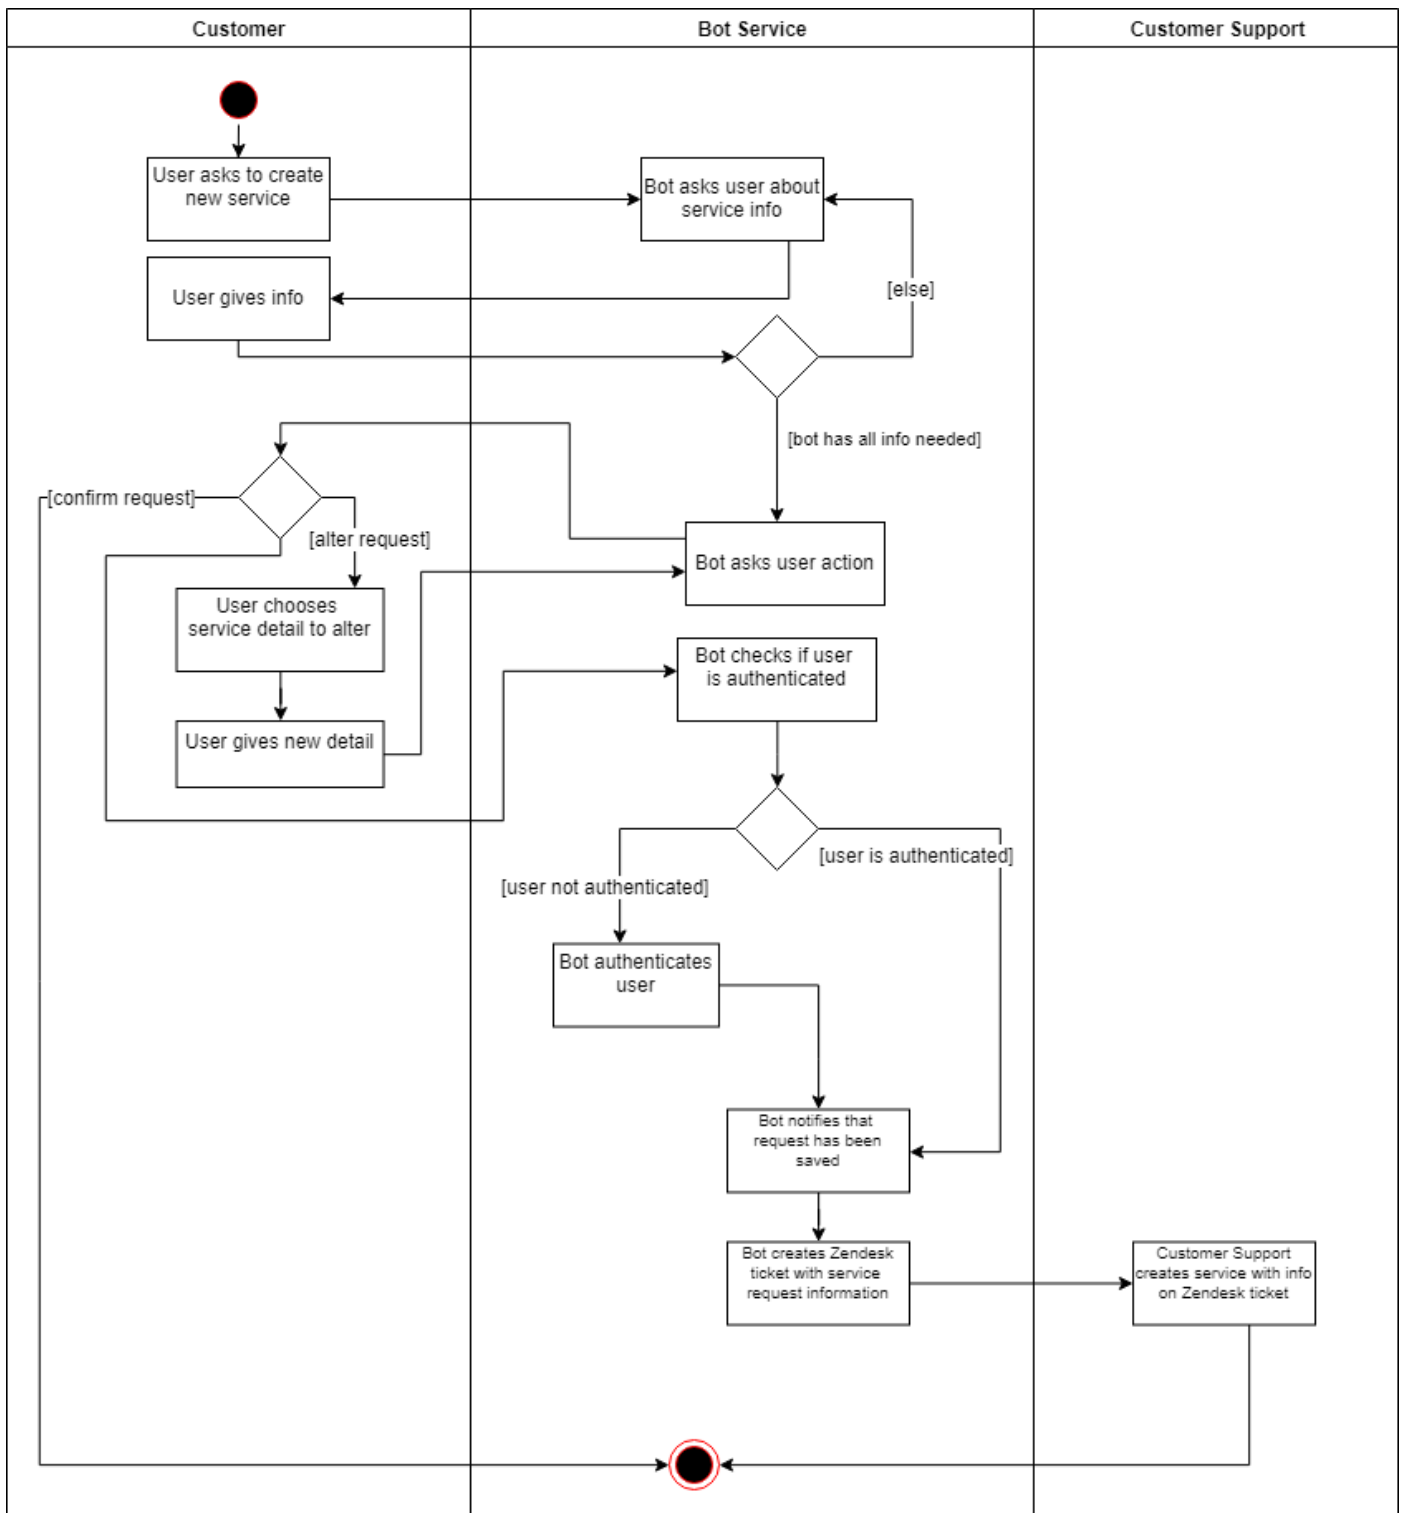 Customer
Bot Service
Customer Support
User asks to create
new service
Bot asks user about
service info
User gives info
[else]
[bot has all info needed]
[confirm request]
[alter request]
Bot asks user action
User chooses
service detail to alter
Bot checks if user
is authenticated
User gives new detail
[user is authenticated]
[user not authenticated]
Bot authenticates
user
Bot notifies that
request has been
saved
Bot creates Zendesk
ticket with service
request information
Customer Support
creates service with info
on Zendesk ticket